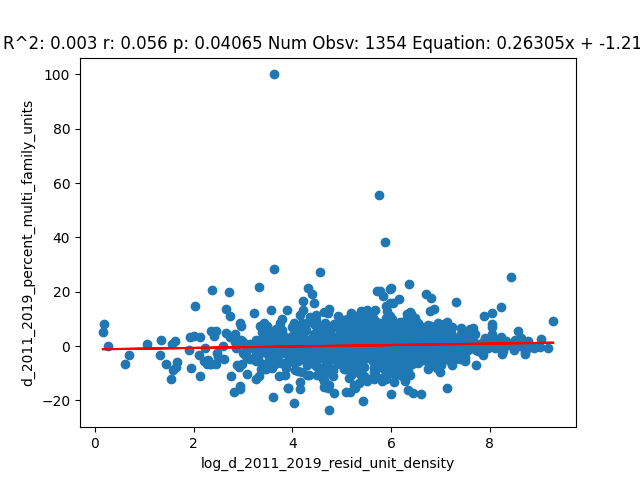 R^2: 0.003 r: 0.056 p: 0.04065 Num Obsv: 1354 Equation: 0.26305x + -1.21
100
80
60
40
20
0
−20
d_2011_2019_percent_multi_family_units
0 2 4 6 8
log_d_2011_2019_resid_unit_density